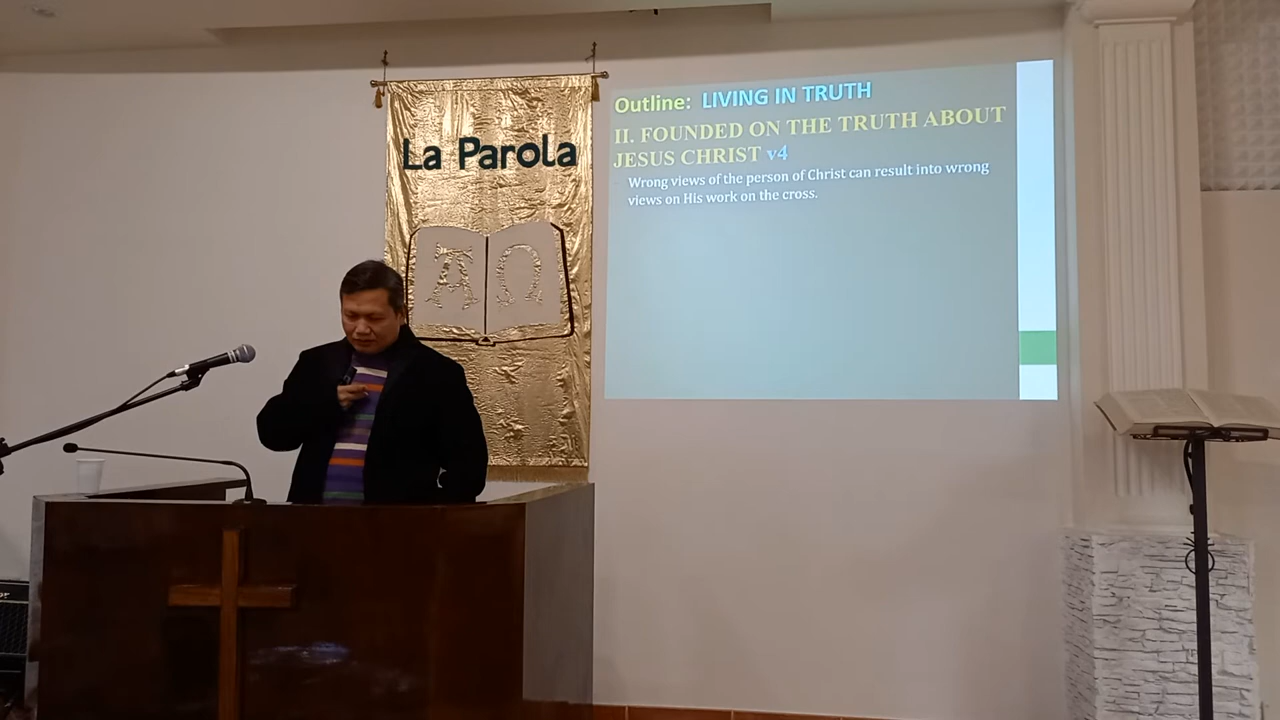 La Parola
Α Ω
Outline: LIVING IN TRUTH
II. FOUNDED ON THE TRUTH ABOUT
JESUS CHRIST v4
Wrong views of the person of Christ can result into wrong
views on His work on the cross.